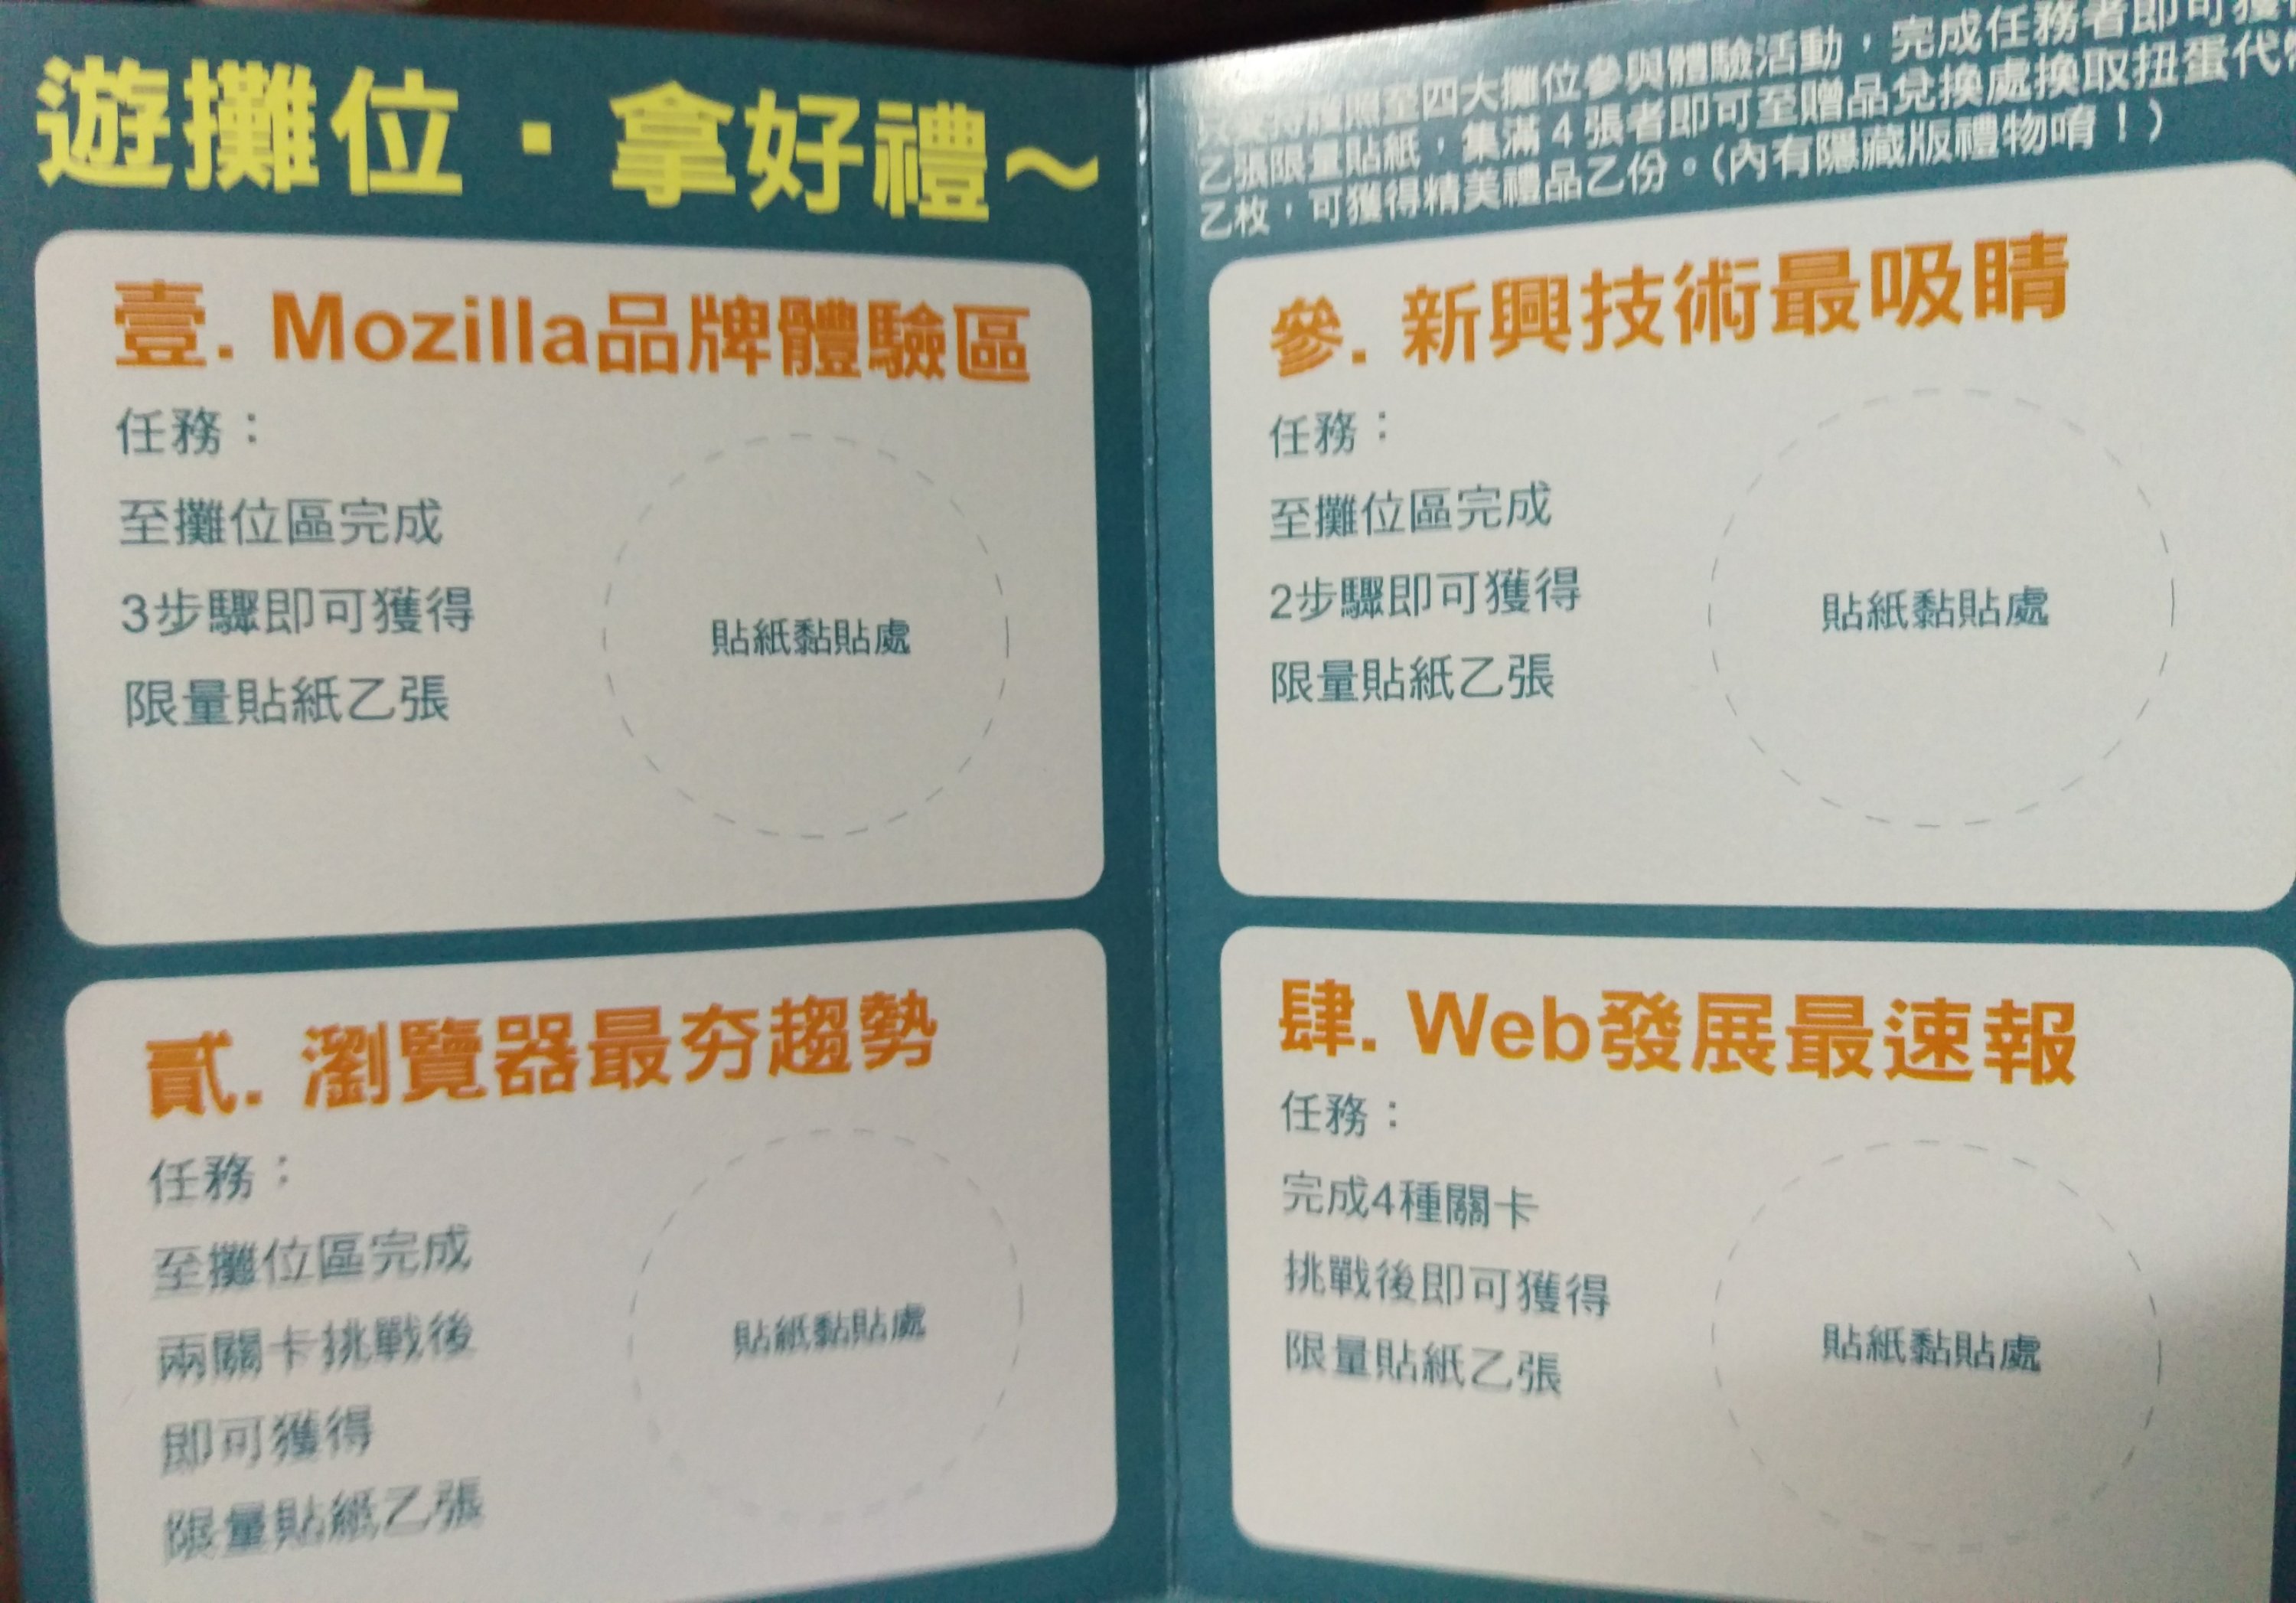 遊攤位・拿好禮~
只要持護照至四大攤位參與體驗活動，完成任務者即可獲
乙張限量貼紙，集滿4張者即可至贈品兌換處換取扭蛋代
乙枚，可獲得精美禮品乙份。(內有隱藏版禮物唷！)
壹. Mozilla品牌體驗區
任務：
至攤位區完成
3步驟即可獲得
限量貼紙乙張
貼紙黏貼處
貳. 瀏覽器最夯趨勢
任務：
至攤位區完成
兩關卡挑戰後
即可獲得
限量貼紙乙張
貼紙黏貼處
參. 新興技術最吸睛
任務：
至攤位區完成
2步驟即可獲得
限量貼紙乙張
貼紙黏貼處
肆. Web發展最速報
任務：
完成4種關卡
挑戰後即可獲得
限量貼紙乙張
貼紙黏貼處